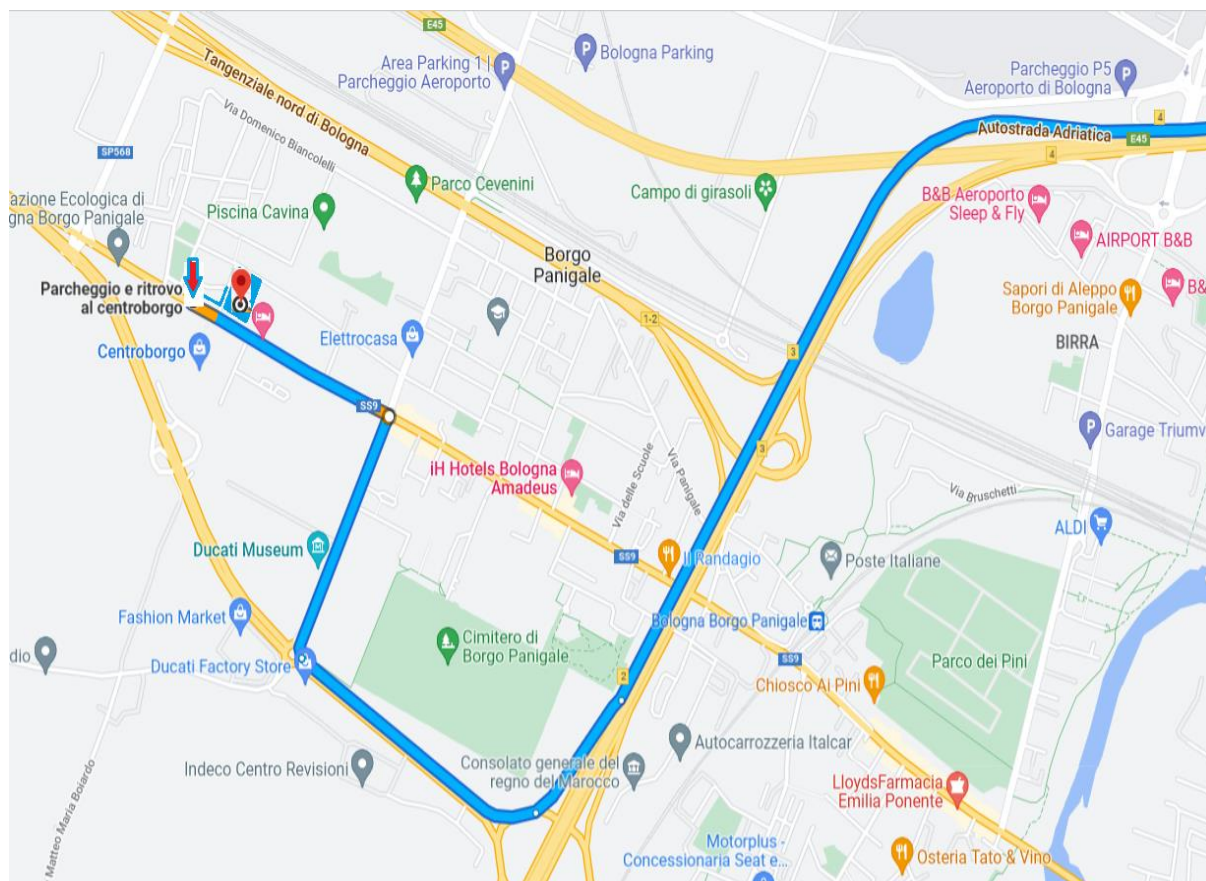 E45
Tangenziale nord di Bologna
Area Parking 1 |
Parcheggio Aeroporto
Bologna Parking
Parcheggio P5
Aeroporto di Bologna
4
Autostrada Adriatica
E45
4
Via Domenico Biancolelli
SP568
Parco Cevenini
Campo di girasoli
B&B Aeroporto
Sleep & Fly
AIRPORT B&B
azione Ecologica di
gna Borgo Panigale
Piscina Cavina
Borgo
Panigale
Sapori di Aleppo
Borgo Panigale
B&
Parcheggio e ritrovo
al centroborgo
1-2
Centroborgo
Elettrocasa
3
BIRRA
SS9
3
Garage Triumv
iH Hotels Bologna
Amadeus
Via delle Scuole
Via Panigale
Via Bruschetti
ALDI
Ducati Museum
SS9
Il Randagio
Poste Italiane
Fashion Market
Bologna Borgo Panigale
Cimitero di
Borgo Panigale
dio
Ducati Factory Store
SS9
Parco dei Pini
2
Chiosco Ai Pini
Autocarrozzeria Italcar
Indeco Centro Revisioni
Consolato generale del
regno del Marocco
Matteo Maria Boiardo
LloydsFarmacia
Emilia Ponente
Motorplus -
Concessionaria Seat e...
Osteria Tato & Vino